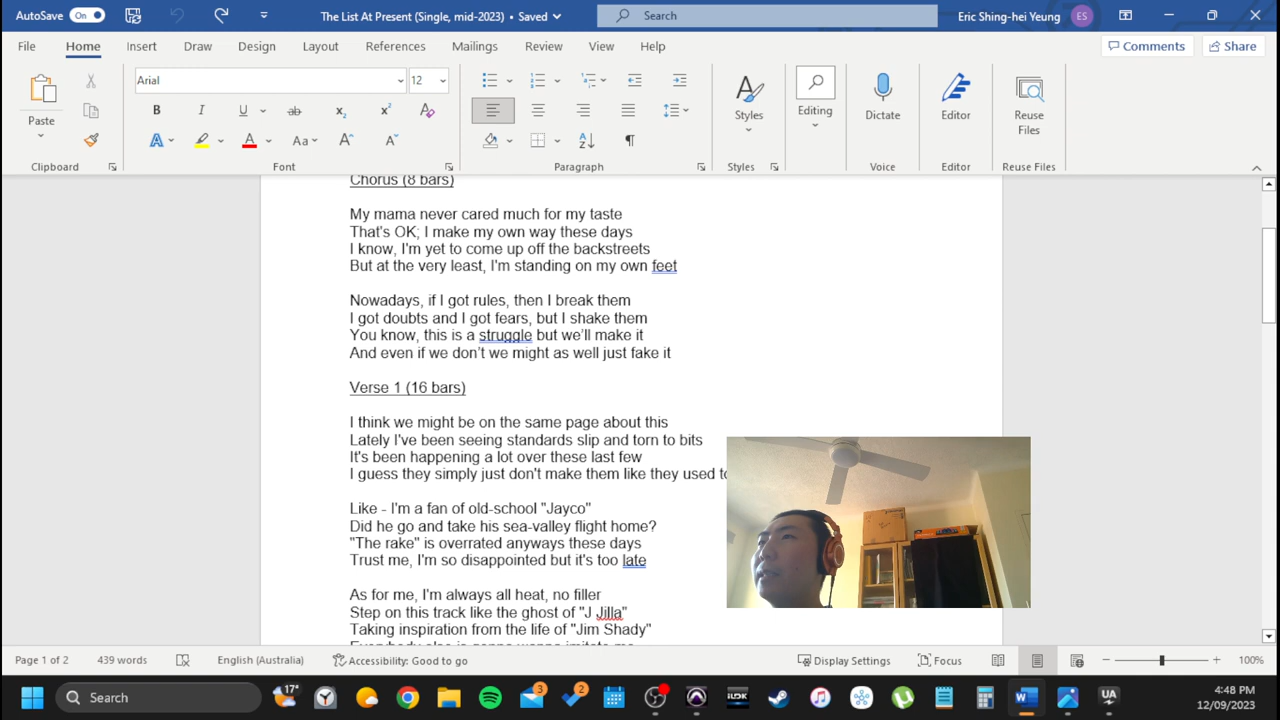 AutoSave On The List At Present (Single, mid-2023) • Saved Search Eric Shing-hei Yeung ES
File Home Insert Draw Design Layout References Mailings Review View Help Comments Share
Arial 12
Paste Styles Editing Dictate Editor Reuse Files
Clipboard Font Paragraph Styles Voice Editor Reuse Files
Chorus (8 bars)
My mama never cared much for my taste
That's OK; I make my own way these days
I know, I'm yet to come up off the backstreets
But at the very least, I'm standing on my own feet
Nowadays, if I got rules, then I break them
I got doubts and I got fears, but I shake them
You know, this is a struggle but we'll make it
And even if we don't we might as well just fake it
Verse 1 (16 bars)
I think we might be on the same page about this
Lately I've been seeing standards slip and torn to bits
It's been happening a lot over these last few
I guess they simply just don't make them like they used to
Like - I'm a fan of old-school "Jayco"
Did he go and take his sea-valley flight home?
"The rake" is overrated anyways these days
Trust me, I'm so disappointed but it's too late
As for me, I'm always all heat, no filler
Step on this track like the ghost of "J Jilla"
Taking inspiration from the life of "Jim Shady"
Page 1 of 2 439 words English (Australia) Accessibility: Good to go Display Settings Focus 100%
17° Search 3 2 iLOK UA 4:48 PM
12/09/2023